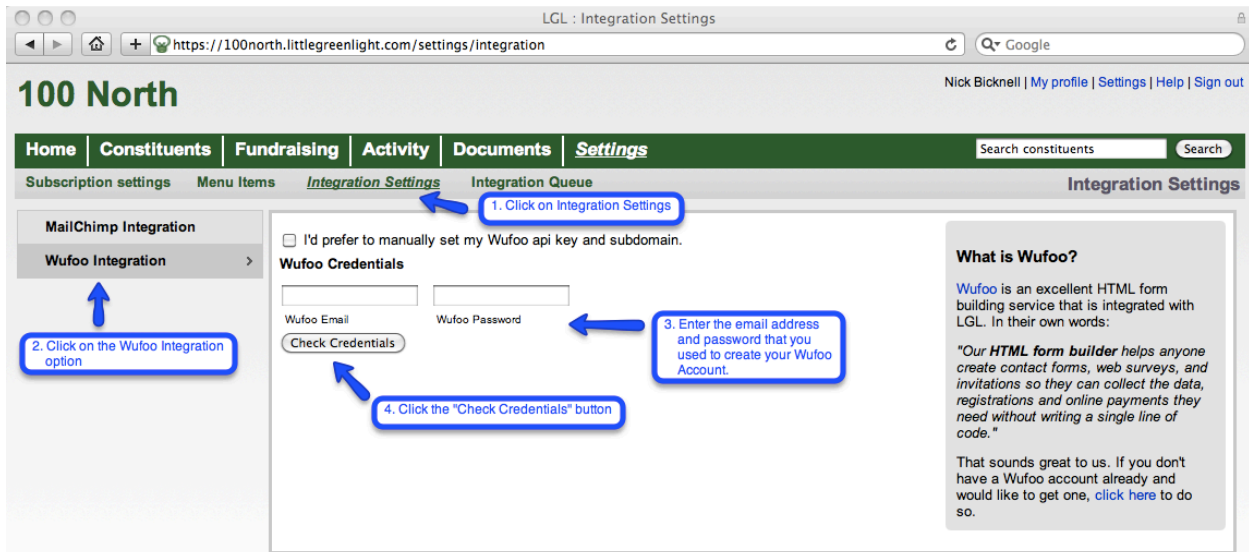 LGL : Integration Settings
https://100north.littlegreenlight.com/settings/integration
Google
100 North
Nick Bicknell | My profile | Settings | Help | Sign out
Home Constituents Fundraising Activity Documents Settings
Search constituents Search
Subscription settings Menu Items Integration Settings Integration Queue
Integration Settings
1. Click on Integration Settings
MailChimp Integration
Wufoo Integration >
2. Click on the Wufoo Integration
option
I'd prefer to manually set my Wufoo api key and subdomain.
Wufoo Credentials
Wufoo Email Wufoo Password
Check Credentials
3. Enter the email address
and password that you
used to create your Wufoo
Account.
4. Click the "Check Credentials" button
What is Wufoo?
Wufoo is an excellent HTML form
building service that is integrated with
LGL. In their own words:
"Our HTML form builder helps anyone
create contact forms, web surveys, and
invitations so they can collect the data,
registrations and online payments they
need without writing a single line of
code."
That sounds great to us. If you don't
have a Wufoo account already and
would like to get one, click here to do
so.